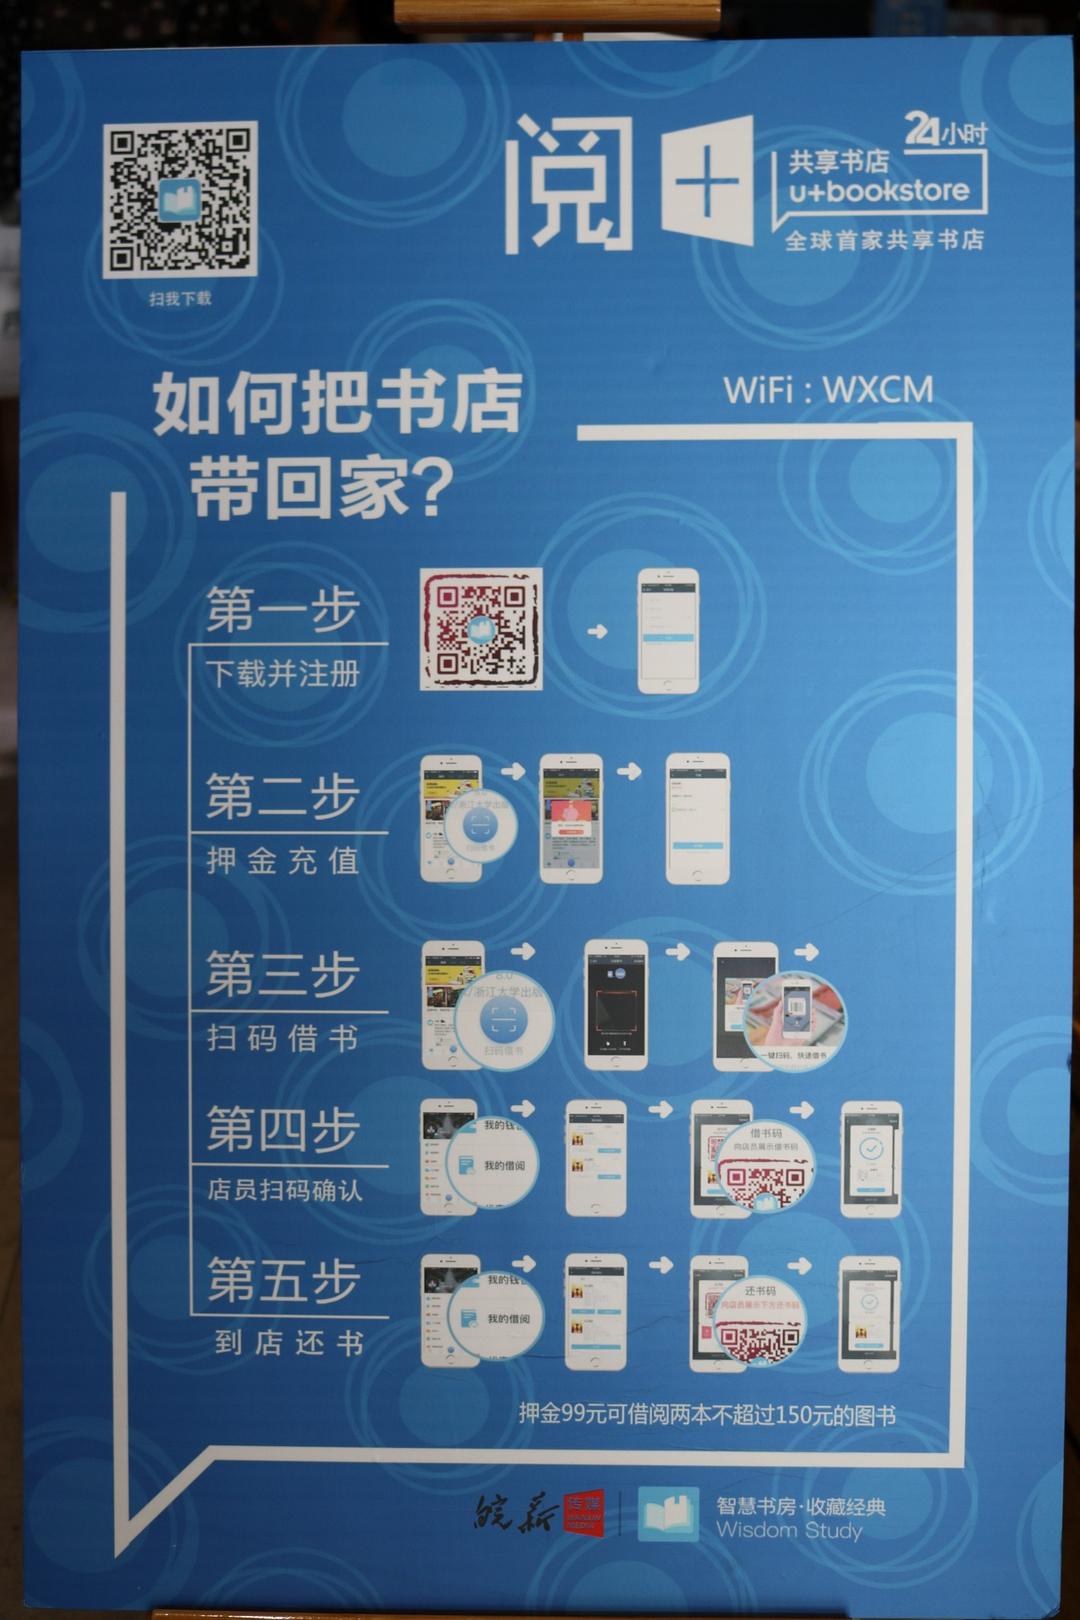 24小时
阅+
共享书店
u+bookstore
全球首家共享书店
扫我下载
如何把书店
带回家?
WiFi : WXCM
第一步
下载并注册
第二步
押金充值
浙江大学出版
扫码借书
第三步
扫码借书
浙江大学出版
扫码借书
一键扫码，快速借书
第四步
店员扫码确认
我的钱
我的借阅
借书码
向店员展示借书码
第五步
到店还书
我的钱
我的借阅
还书码
向店员展示下方还书码
押金99元可借阅两本不超过150元的图书
皖新
传媒
WANXIN
MEDIA
智慧书房·收藏经典
Wisdom Study